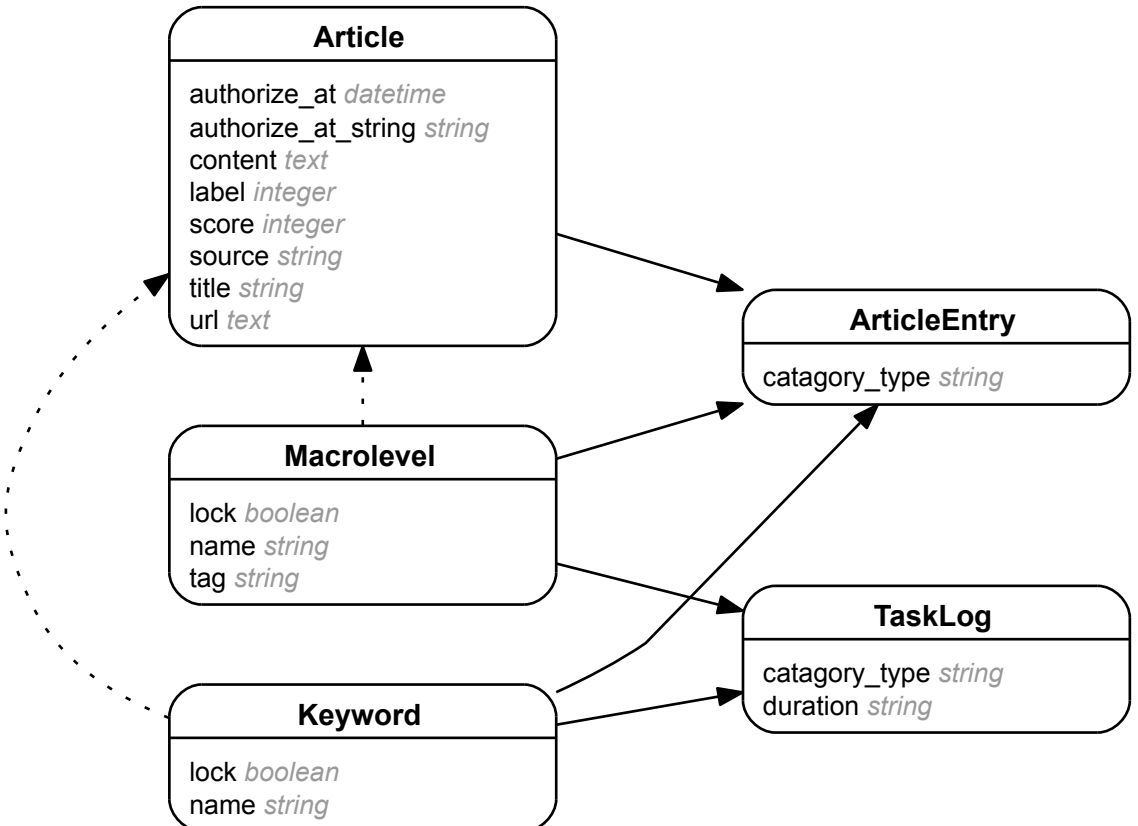 Article
authorize_at datetime
authorize_at_string string
content text
label integer
score integer
source string
title string
url text
ArticleEntry
catagory_type string
Macrolevel
lock boolean
name string
tag string
TaskLog
catagory_type string
duration string
Keyword
lock boolean
name string